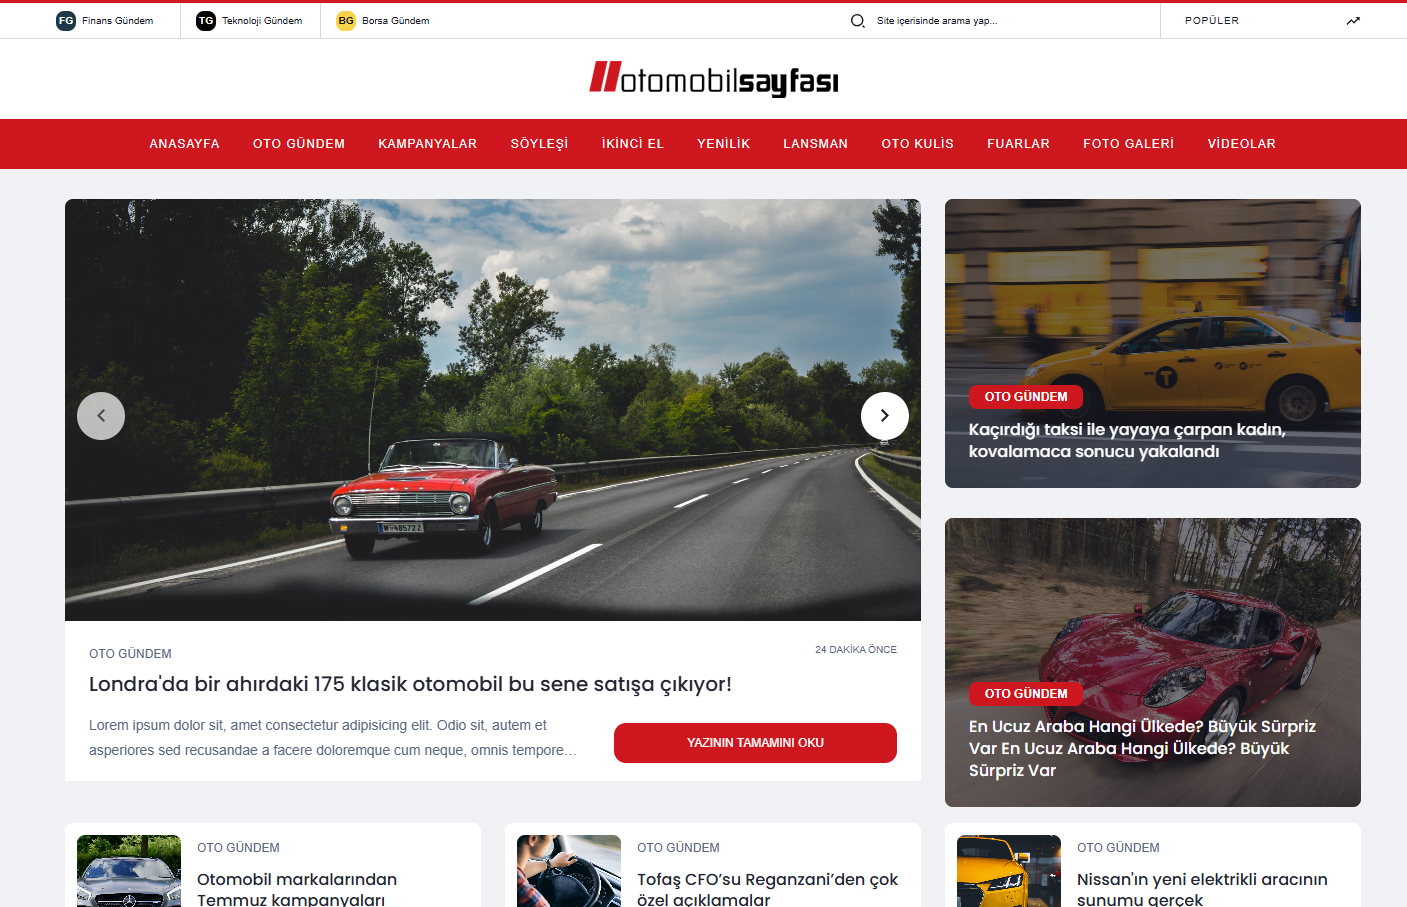 FG Finans Gündem
TG Teknoloji Gündem
BG Borsa Gündem
Site içerisinde arama yap...
POPÜLER
otomobilsayfası
ANASAYFA OTO GÜNDEM KAMPANYALAR SÖYLEŞİ İKİNCİ EL YENİLİK LANSMAN OTO KULİS FUARLAR FOTO GALERİ VİDEOLAR
W 48572Z
OTO GÜNDEM
24 DAKİKA ÖNCE
Londra'da bir ahırdaki 175 klasik otomobil bu sene satışa çıkıyor!
Lorem ipsum dolor sit, amet consectetur adipisicing elit. Odio sit, autem et
asperiores sed recusandae a facere doloremque cum neque, omnis tempore...
YAZININ TAMAMINI OKU
T
OTO GÜNDEM
Kaçırdığı taksi ile yayaya çarpan kadın,
kovalamaca sonucu yakalandı
OTO GÜNDEM
En Ucuz Araba Hangi Ülkede? Büyük Sürpriz
Var En Ucuz Araba Hangi Ülkede? Büyük
Sürpriz Var
OTO GÜNDEM
Otomobil markalarından
Temmuz kampanyaları
OTO GÜNDEM
Tofaş CFO’su Reganzani’den çok
özel açıklamalar
OTO GÜNDEM
Nissan'ın yeni elektrikli aracının
sunumu gerçek